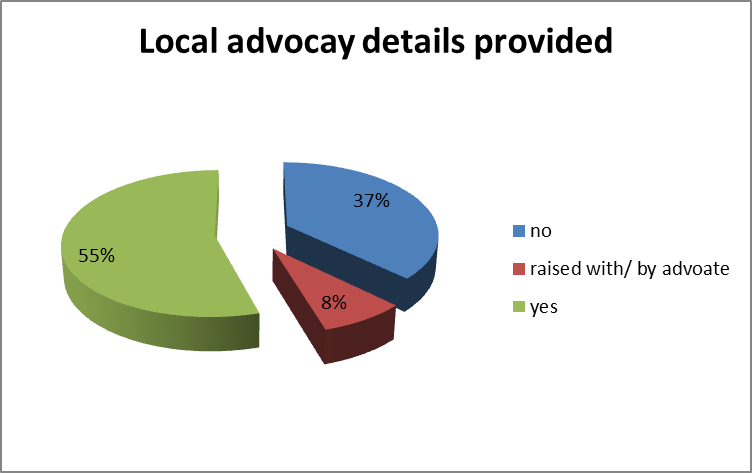 Local advocay details provided
37%
55%
8%
no
raised with/ by advoate
yes